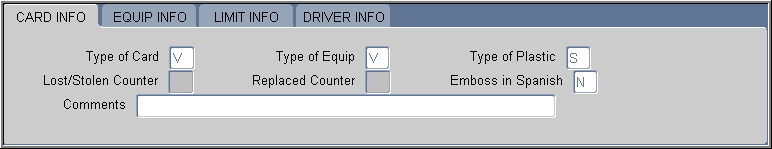 CARD INFO EQUIP INFO LIMIT INFO DRIVER INFO
Type of Card V Type of Equip V Type of Plastic S
Lost/Stolen Counter Replaced Counter Emboss in Spanish N
Comments